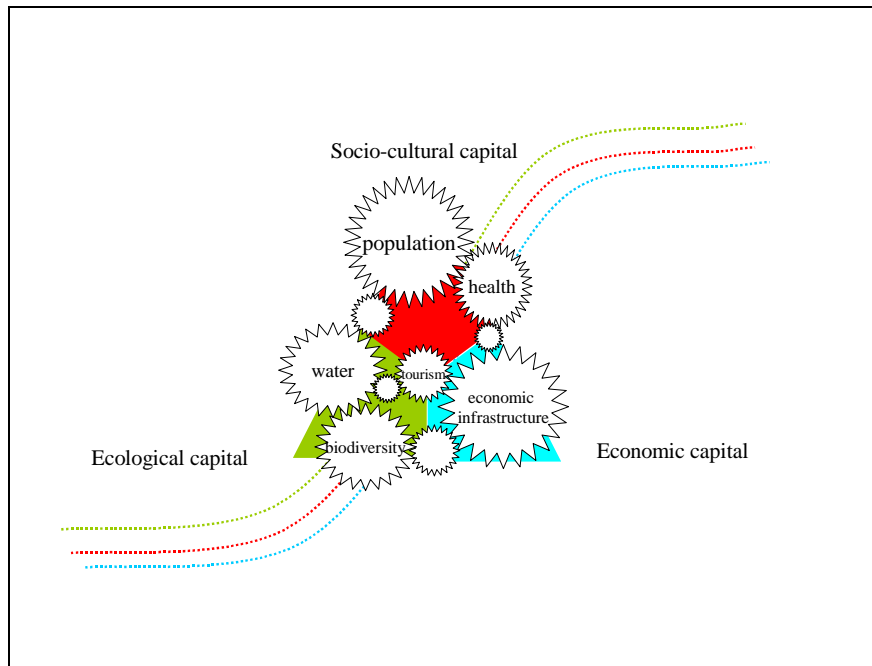 Socio-cultural capital
population
health
water
tourism
economic
infrastructure
biodiversity
Ecological capital
Economic capital